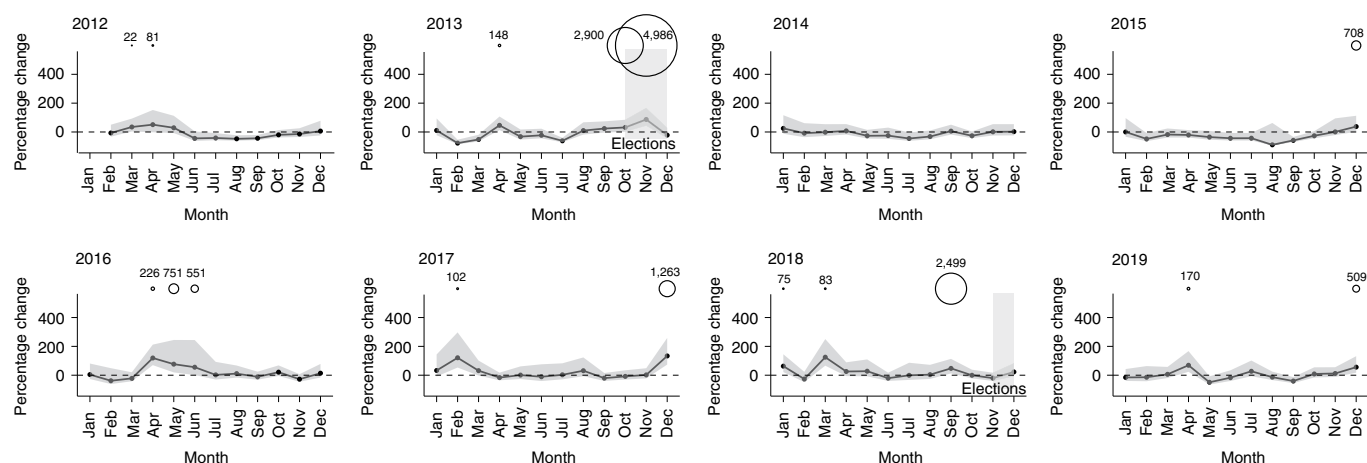 2012
22 81
Percentage change
400
200
0
Jan Feb Mar Apr May Jun Jul Aug Sep Oct Nov Dec
Month
2013
148
2,900
4,986
Percentage change
400
200
0
Elections
Jan Feb Mar Apr May Jun Jul Aug Sep Oct Nov Dec
Month
2014
Percentage change
400
200
0
Jan Feb Mar Apr May Jun Jul Aug Sep Oct Nov Dec
Month
2015
708
Percentage change
400
200
0
Jan Feb Mar Apr May Jun Jul Aug Sep Oct Nov Dec
Month
2016
226 751 551
Percentage change
400
200
0
Jan Feb Mar Apr May Jun Jul Aug Sep Oct Nov Dec
Month
2017
102
1,263
Percentage change
400
200
0
Jan Feb Mar Apr May Jun Jul Aug Sep Oct Nov Dec
Month
2018
75 83
2,499
Percentage change
400
200
0
Elections
Jan Feb Mar Apr May Jun Jul Aug Sep Oct Nov Dec
Month
2019
170
509
Percentage change
400
200
0
Jan Feb Mar Apr May Jun Jul Aug Sep Oct Nov Dec
Month